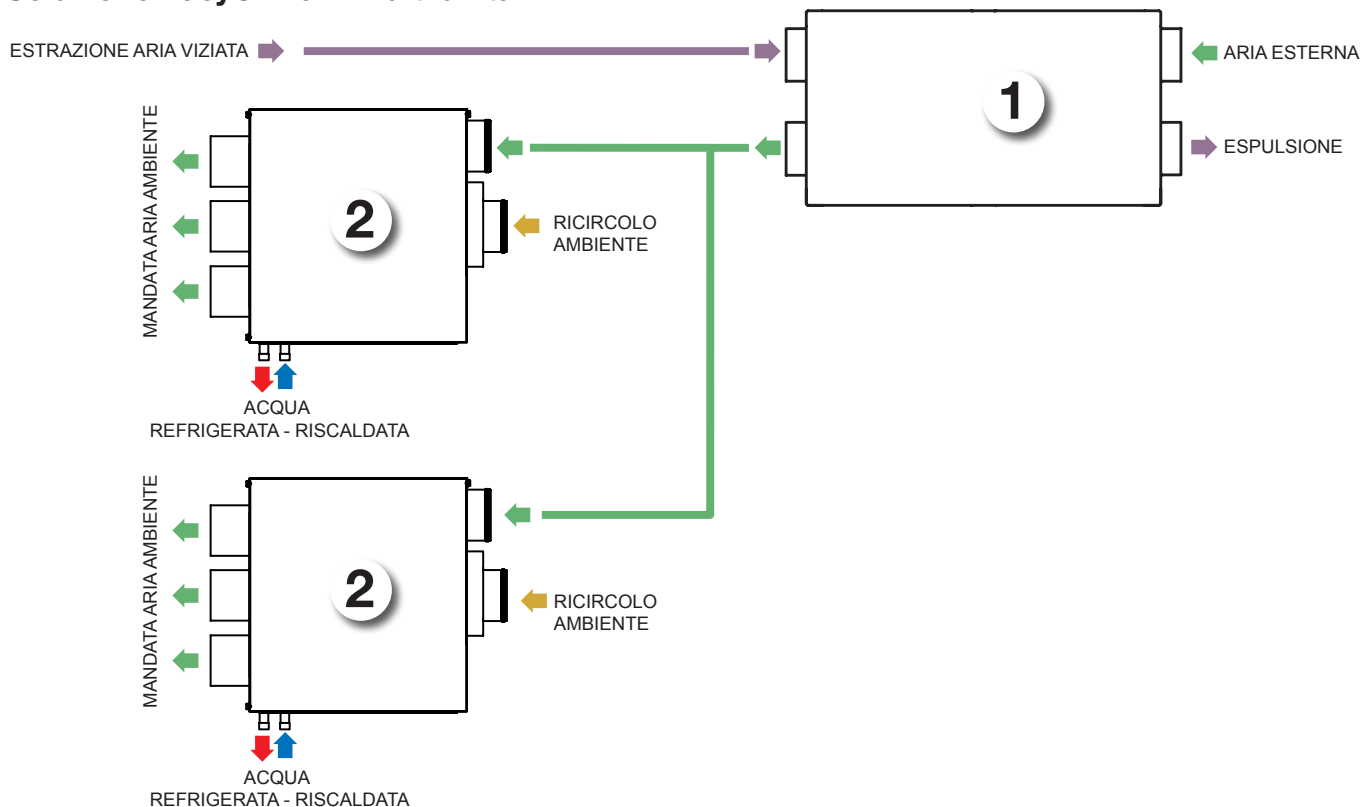 ESTRAZIONE ARIA VIZIATA
ARIA ESTERNA
1
ESPULSIONE
MANDATA ARIA AMBIENTE
2
RICIRCOLO
AMBIENTE
ACQUA
REFRIGERATA - RISCALDATA
MANDATA ARIA AMBIENTE
2
RICIRCOLO
AMBIENTE
ACQUA
REFRIGERATA - RISCALDATA